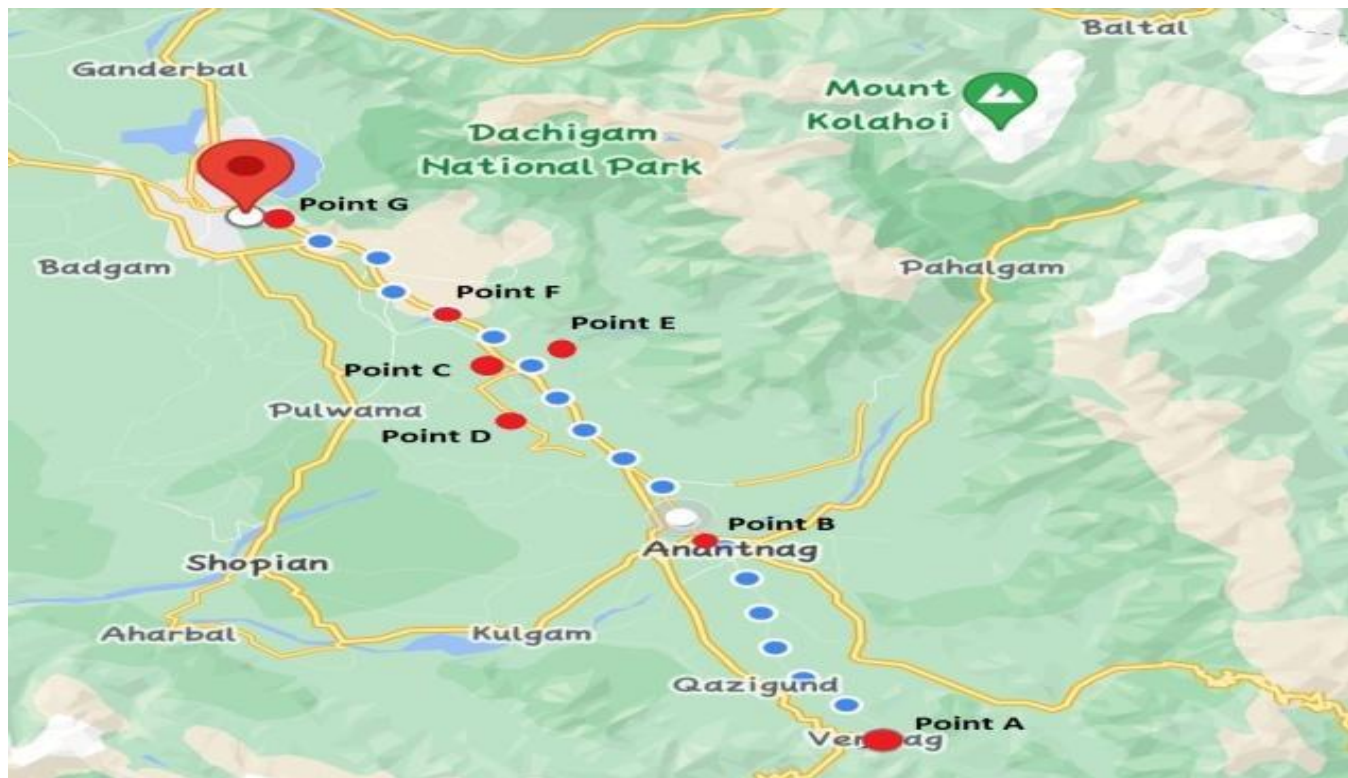 Baltal
Ganderbal
Mount
Kolahoi
Dachigam
National Park
Point G
Badgam
Pahalgam
Point F
Point E
Point C
Pulwama
Point D
Point B
Anantnag
Shopian
Aharbal
Kulgam
Qazigund
Point A